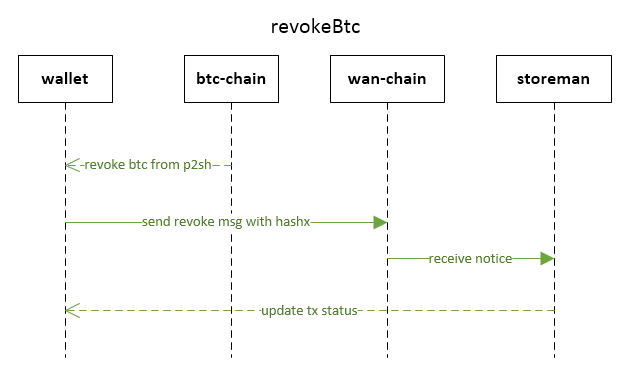 revokeBtc
wallet
btc-chain
wan-chain
storeman
revoke btc from p2sh
send revoke msg with hashx
receive notice
update tx status